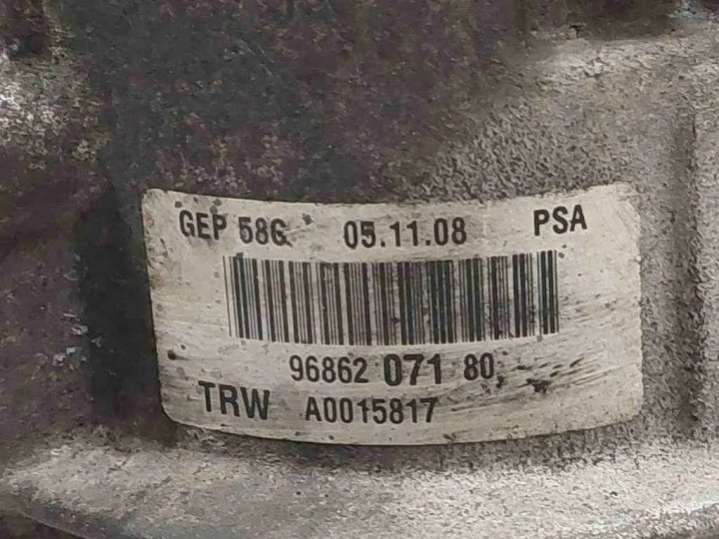 GEP 58G 05.11.08 PSA
96862 071 80
TRW A0015817